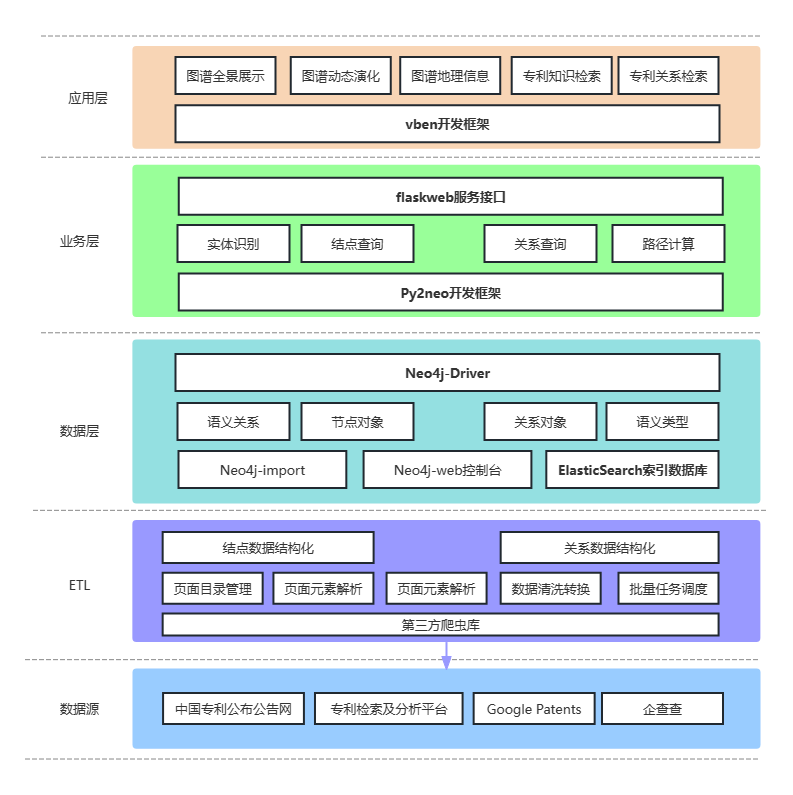 图谱全景展示
图谱动态演化
图谱地理信息
专利知识检索
专利关系检索
应用层
vben开发框架
flaskweb服务接口
业务层
实体识别
结点查询
关系查询
路径计算
Py2neo开发框架
Neo4j-Driver
数据层
语义关系
节点对象
关系对象
语义类型
Neo4j-import
Neo4j-web控制台
ElasticSearch索引数据库
结点数据结构化
关系数据结构化
ETL
页面目录管理
页面元素解析
页面元素解析
数据清洗转换
批量任务调度
第三方爬虫库
数据源
中国专利公布公告网
专利检索及分析平台
Google Patents
企查查